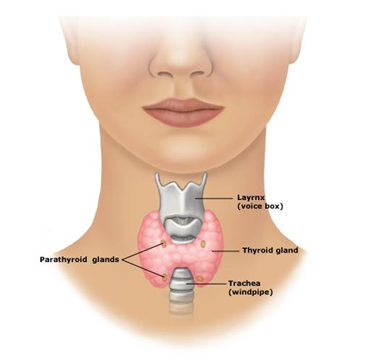 Layrnx
(voice box)
Thyroid gland
Parathyroid glands
Trachea
(windpipe)